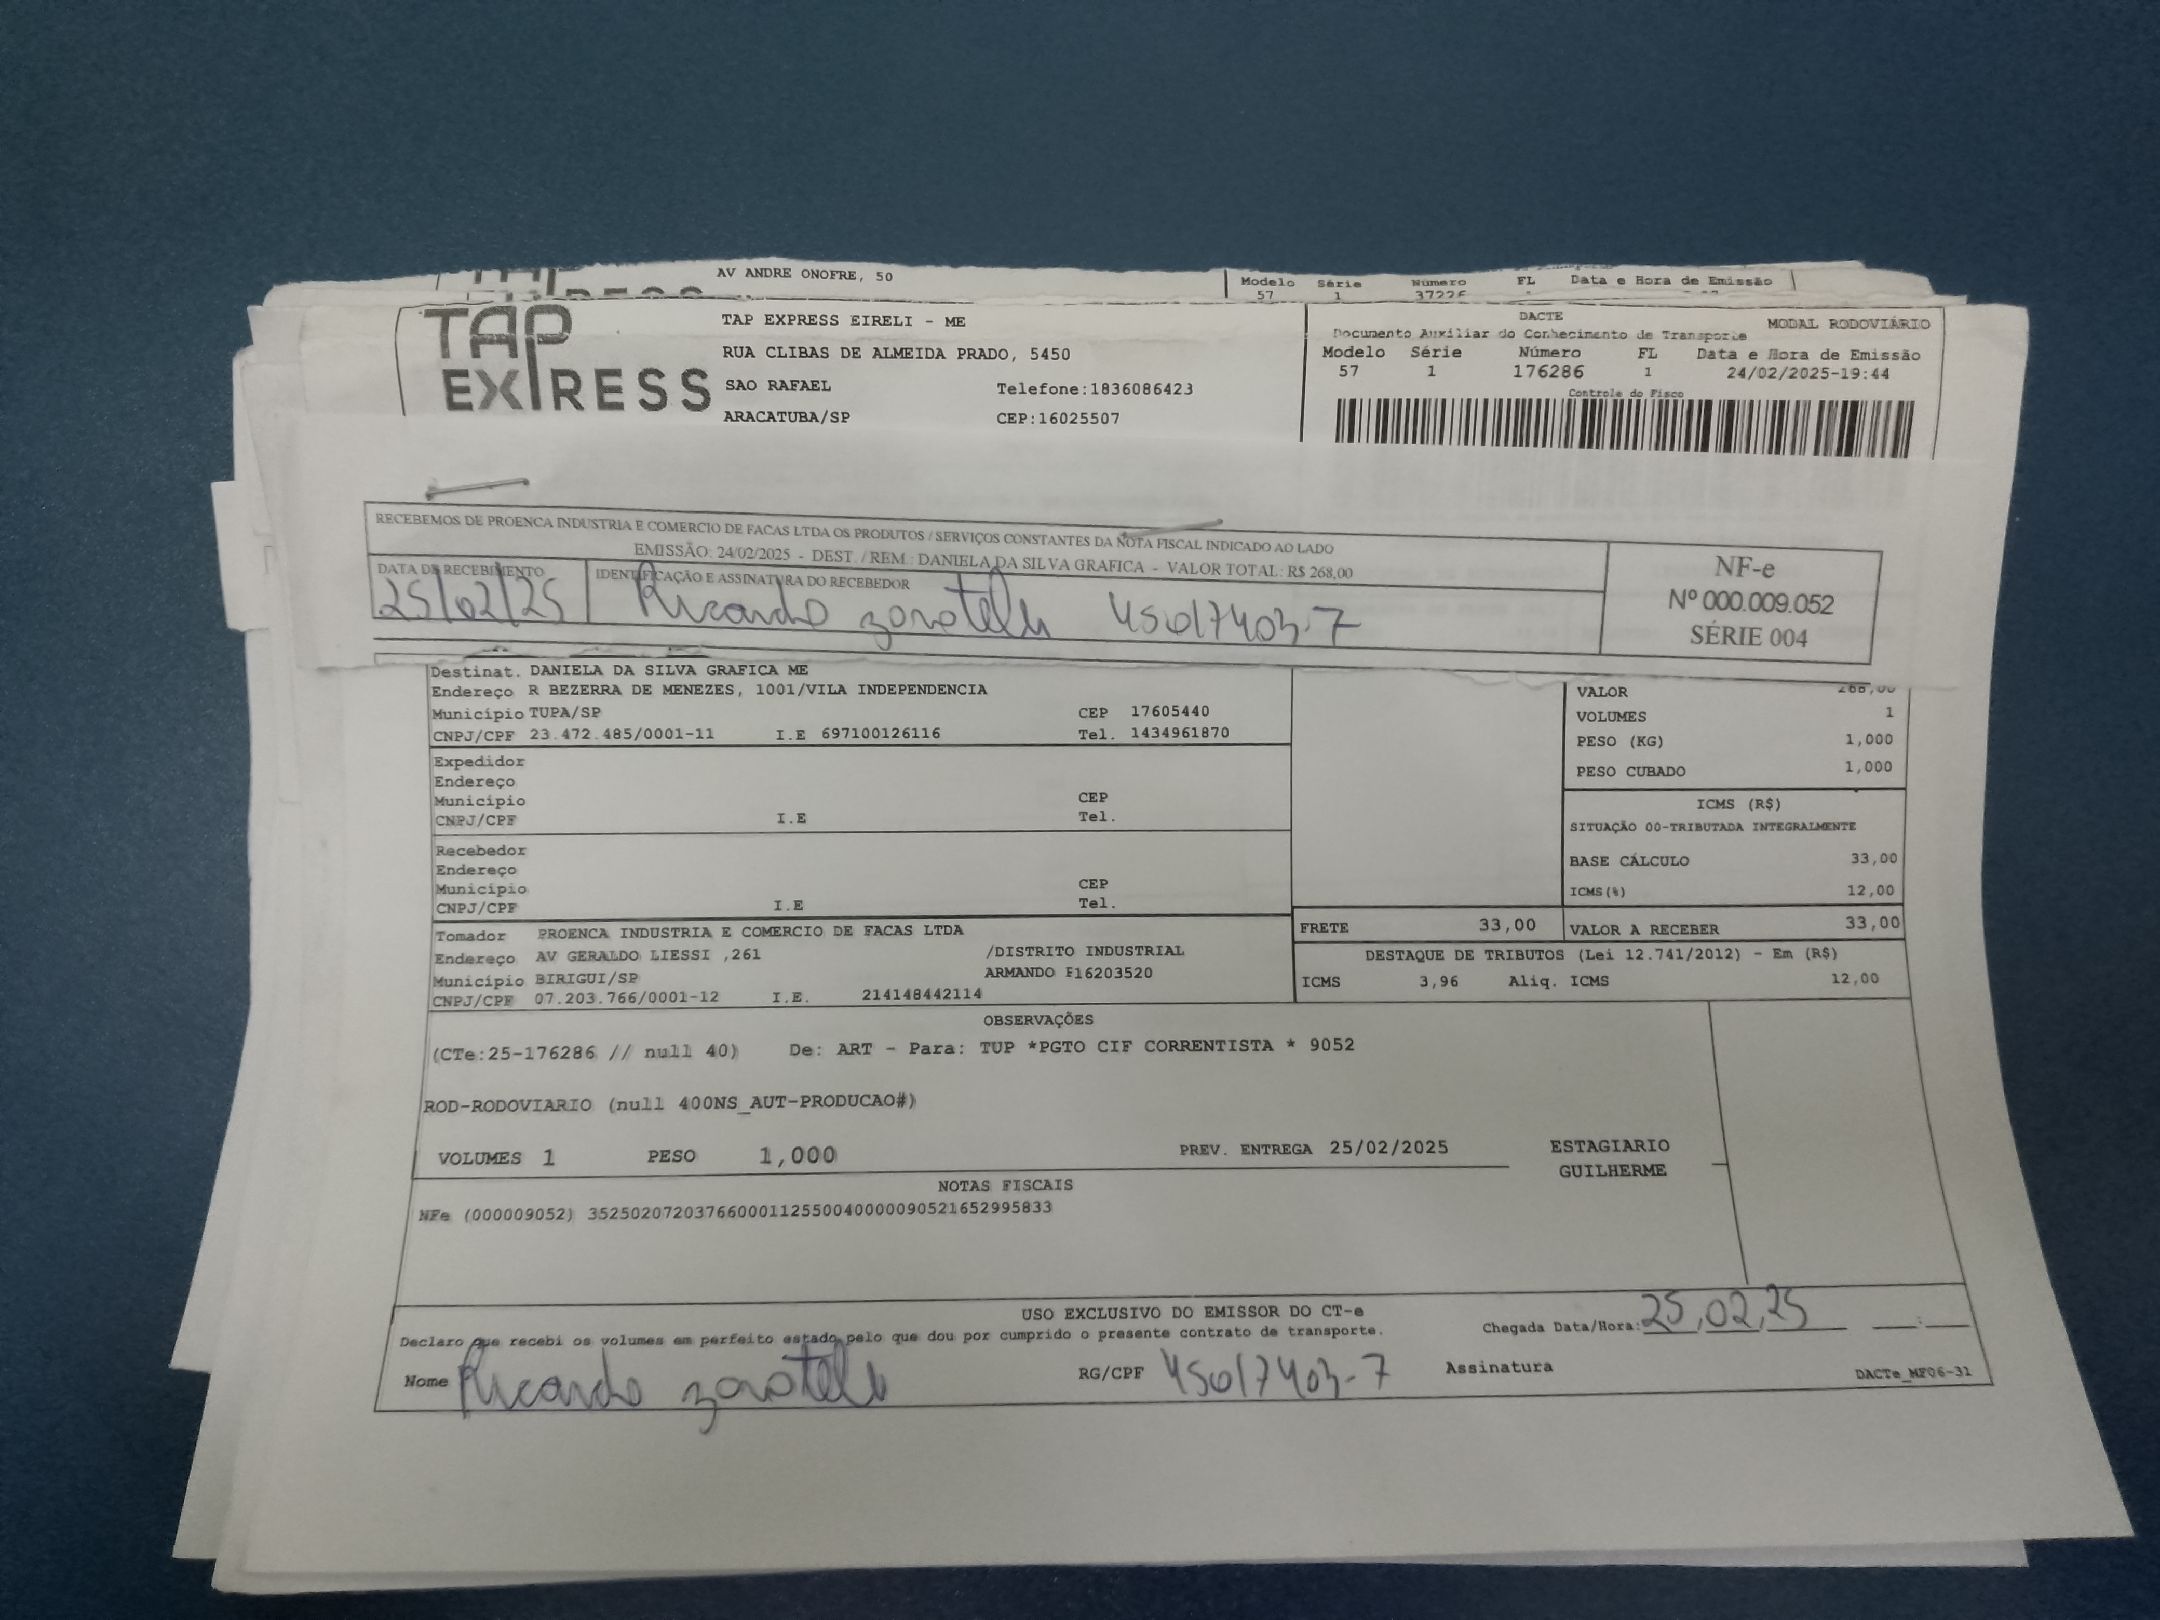 AV ANDRE ONOFRE, 50
Modelo Série Número FL Data e Hora de Emissão
57 1
TAP EXPRESS
TAP EXPRESS EIRELI - ME
RUA CLIBAS DE ALMEIDA PRADO, 5450
SAO RAFAEL Telefone:1836086423
ARACATUBA/SP CEP:16025507
DACTE MODAL RODOVIÁRIO
Documento Auxiliar do Conhecimento de Transporte
Modelo Série Número FL Data e Hora de Emissão
57 1 176286 1 24/02/2025-19:44
Controle do Fisco
RECEBEMOS DE PROENCA INDUSTRIA E COMERCIO DE FACAS LTDA OS PRODUTOS / SERVIÇOS CONSTANTES DA NOTA FISCAL INDICADO AO LADO
EMISSÃO: 24/02/2025 - DEST. / REM.: DANIELA DA SILVA GRAFICA - VALOR TOTAL: R$ 268,00
DATA DE RECEBIMENTO IDENTIFICAÇÃO E ASSINATURA DO RECEBEDOR
25/02/25 Ricardo zanotelli 45617403-7
NF-e
Nº 000.009.052
SÉRIE 004
Destinat. DANIELA DA SILVA GRAFICA ME
Endereço R BEZERRA DE MENEZES, 1001/VILA INDEPENDENCIA
Município TUPA/SP CEP 17605440
CNPJ/CPF 23.472.485/0001-11 I.E 697100126116 Tel. 1434961870
VALOR 268,00
VOLUMES 1
PESO (KG) 1,000
PESO CUBADO 1,000
Expedidor
Endereço
Município CEP
CNPJ/CPF I.E Tel.
ICMS (R$)
SITUAÇÃO 00-TRIBUTADA INTEGRALMENTE
BASE CÁLCULO 33,00
ICMS(%) 12,00
Recebedor
Endereço
Município CEP
CNPJ/CPF I.E Tel.
FRETE 33,00 VALOR A RECEBER 33,00
Tomador PROENCA INDUSTRIA E COMERCIO DE FACAS LTDA
Endereço AV GERALDO LIESSI ,261 /DISTRITO INDUSTRIAL
Município BIRIGUI/SP ARMANDO F16203520
CNPJ/CPF 07.203.766/0001-12 I.E. 214148442114
DESTAQUE DE TRIBUTOS (Lei 12.741/2012) - Em (R$)
ICMS 3,96 Aliq. ICMS 12,00
OBSERVAÇÕES
(CTe:25-176286 // null 40) De: ART - Para: TUP *PGTO CIF CORRENTISTA * 9052
ROD-RODOVIARIO (null 400NS_AUT-PRODUCAO#)
VOLUMES 1 PESO 1,000 PREV. ENTREGA 25/02/2025 ESTAGIARIO
GUILHERME
NOTAS FISCAIS
NFe (000009052) 35250207203766000112550040000090521652995833
USO EXCLUSIVO DO EMISSOR DO CT-e
Declaro que recebi os volumes em perfeito estado pelo que dou por cumprido o presente contrato de transporte. Chegada Data/Hora: 25,02,25 __:__
Nome Ricardo zanotelli RG/CPF 45617403-7 Assinatura DACTe_MF06-31